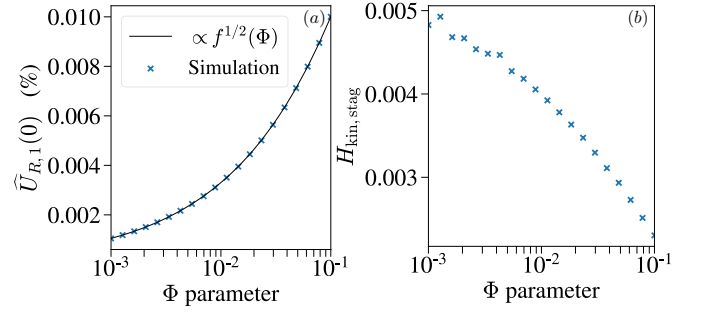 (a)
∝ f^{1/2}(Φ)
Simulation
0.010
0.008
0.006
0.004
0.002
\widehat{U}_{R,1}(0) (%)
10^{-3}
10^{-2}
10^{-1}
Φ parameter
(b)
0.005
0.004
0.003
H_{kin,stag}
10^{-3}
10^{-2}
10^{-1}
Φ parameter